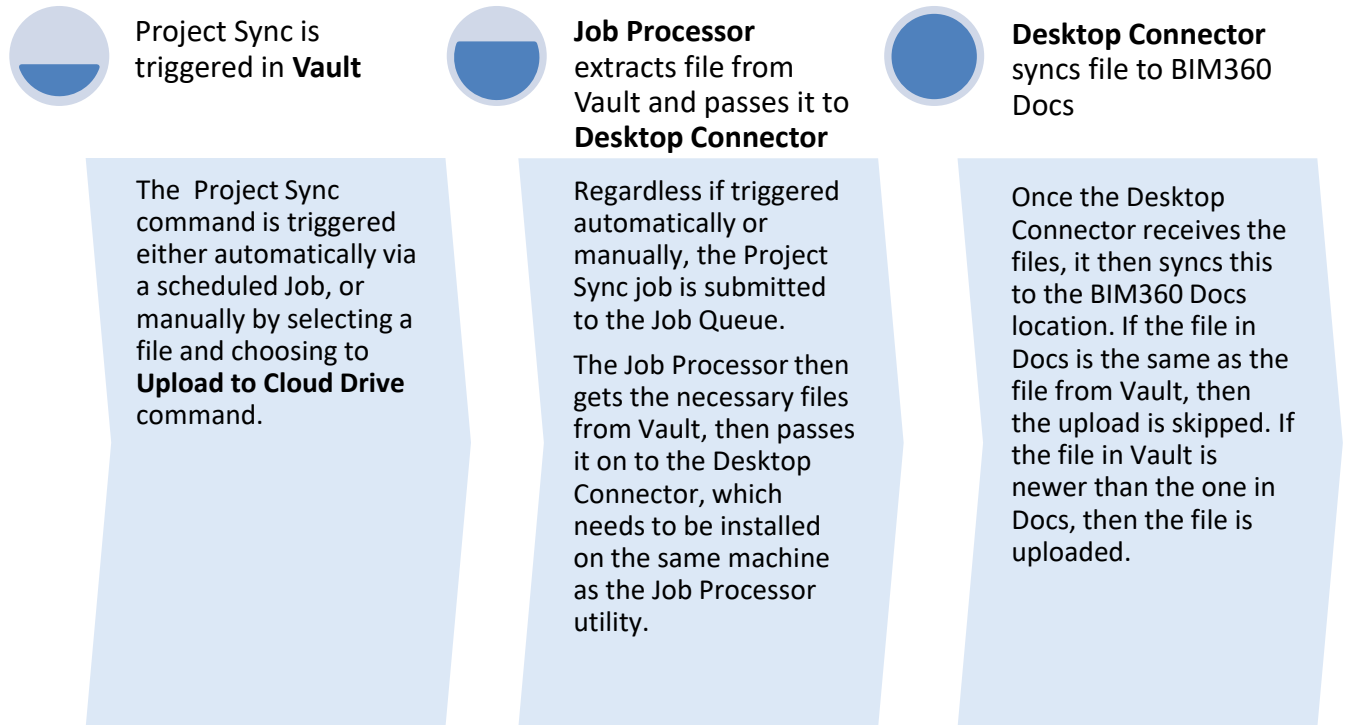 Project Sync is
triggered in Vault
The Project Sync
command is triggered
either automatically via
a scheduled Job, or
manually by selecting a
file and choosing to
Upload to Cloud Drive
command.
Job Processor
extracts file from
Vault and passes it to
Desktop Connector
Regardless if triggered
automatically or
manually, the Project
Sync job is submitted
to the Job Queue.
The Job Processor then
gets the necessary files
from Vault, then passes
it on to the Desktop
Connector, which
needs to be installed
on the same machine
as the Job Processor
utility.
Desktop Connector
syncs file to BIM360
Docs
Once the Desktop
Connector receives the
files, it then syncs this
to the BIM360 Docs
location. If the file in
Docs is the same as the
file from Vault, then
the upload is skipped. If
the file in Vault is
newer than the one in
Docs, then the file is
uploaded.